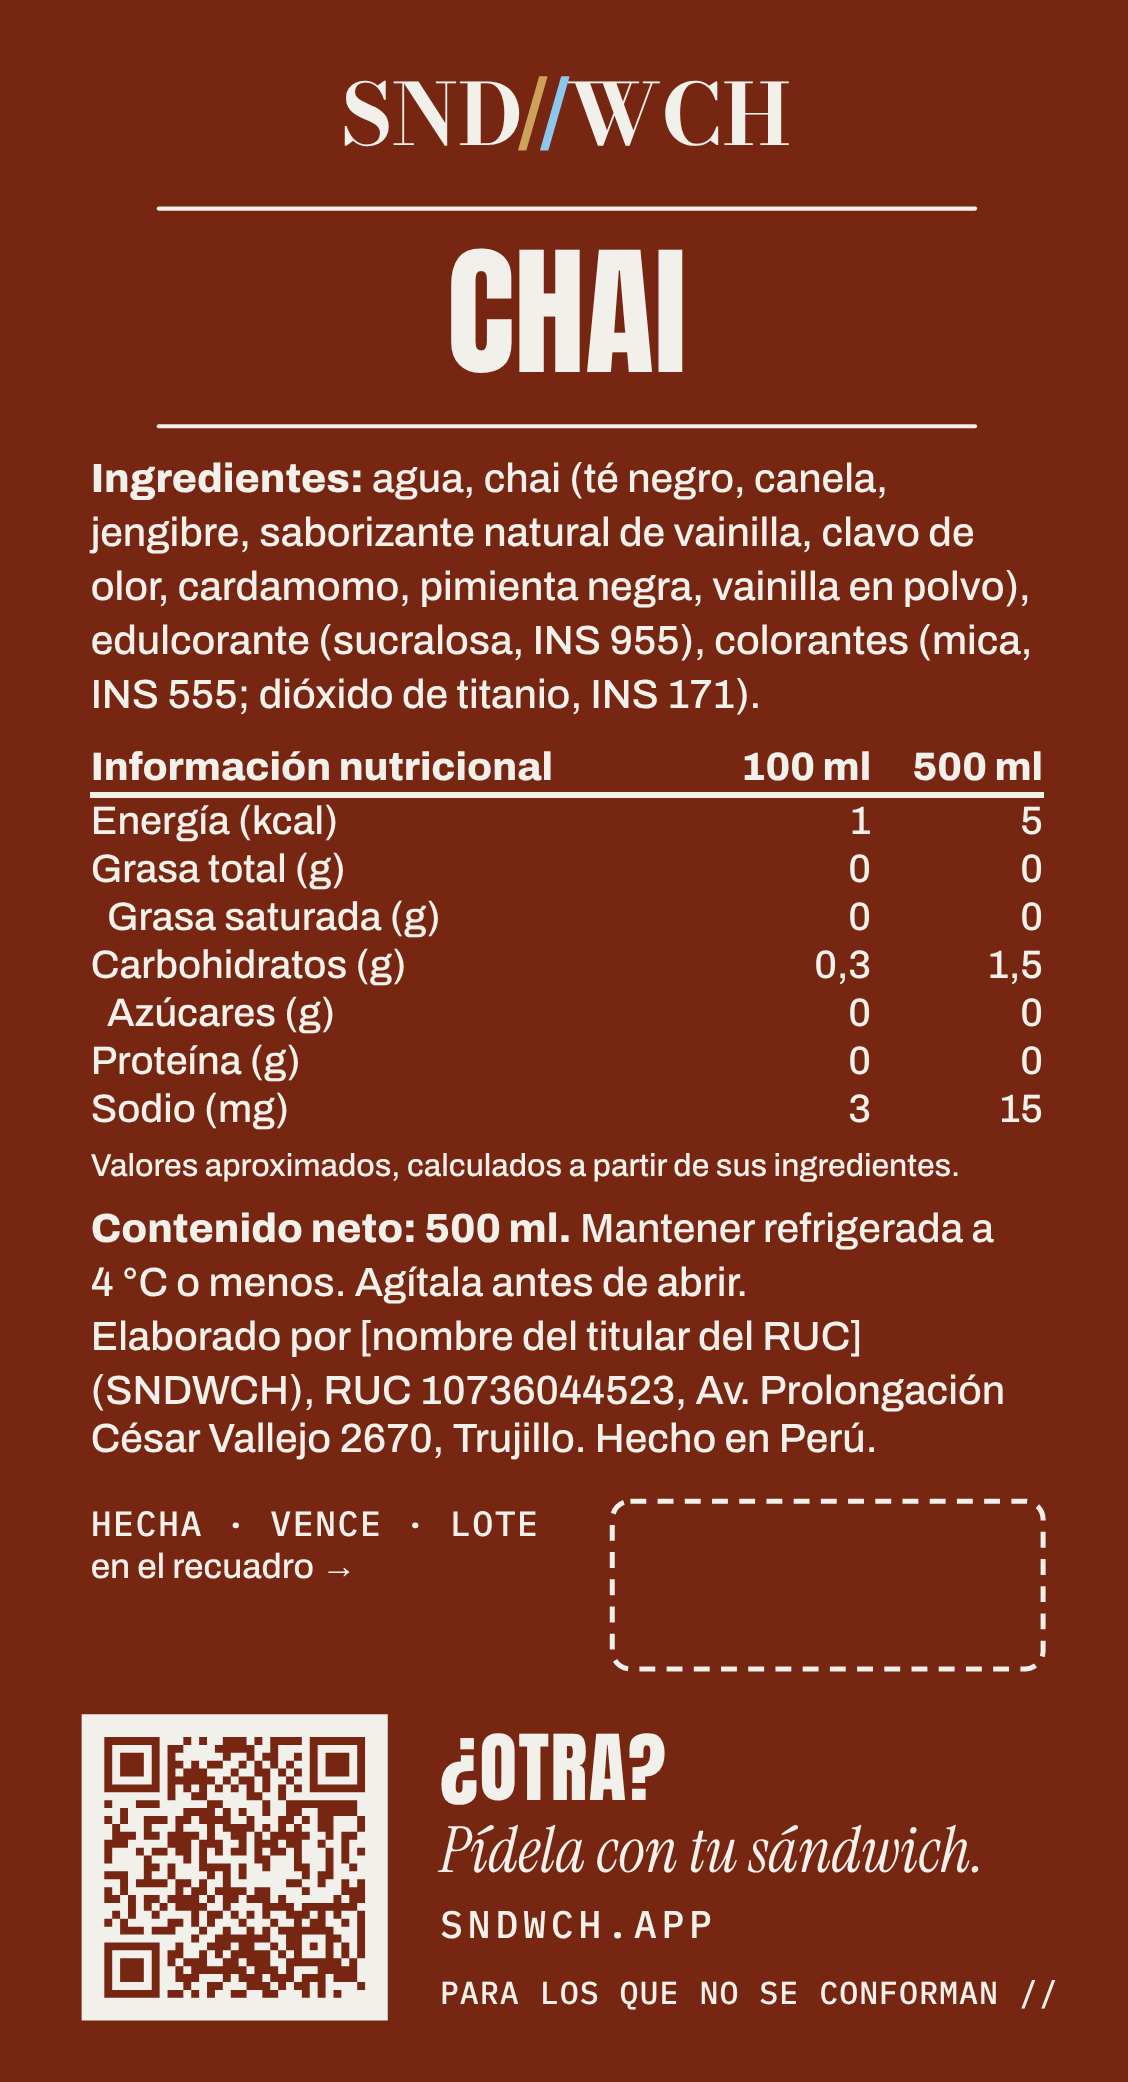 SND//WCH
CHAI
Ingredientes: agua, chai (té negro, canela,
jengibre, saborizante natural de vainilla, clavo de
olor, cardamomo, pimienta negra, vainilla en polvo),
edulcorante (sucralosa, INS 955), colorantes (mica,
INS 555; dióxido de titanio, INS 171).
Información nutricional 100 ml 500 ml
Energía (kcal) 1 5
Grasa total (g) 0 0
Grasa saturada (g) 0 0
Carbohidratos (g) 0,3 1,5
Azúcares (g) 0 0
Proteína (g) 0 0
Sodio (mg) 3 15
Valores aproximados, calculados a partir de sus ingredientes.
Contenido neto: 500 ml. Mantener refrigerada a
4 °C o menos. Agítala antes de abrir.
Elaborado por [nombre del titular del RUC]
(SNDWCH), RUC 10736044523, Av. Prolongación
César Vallejo 2670, Trujillo. Hecho en Perú.
HECHA · VENCE · LOTE
en el recuadro →
¿OTRA?
Pídela con tu sándwich.
SNDWCH.APP
PARA LOS QUE NO SE CONFORMAN //